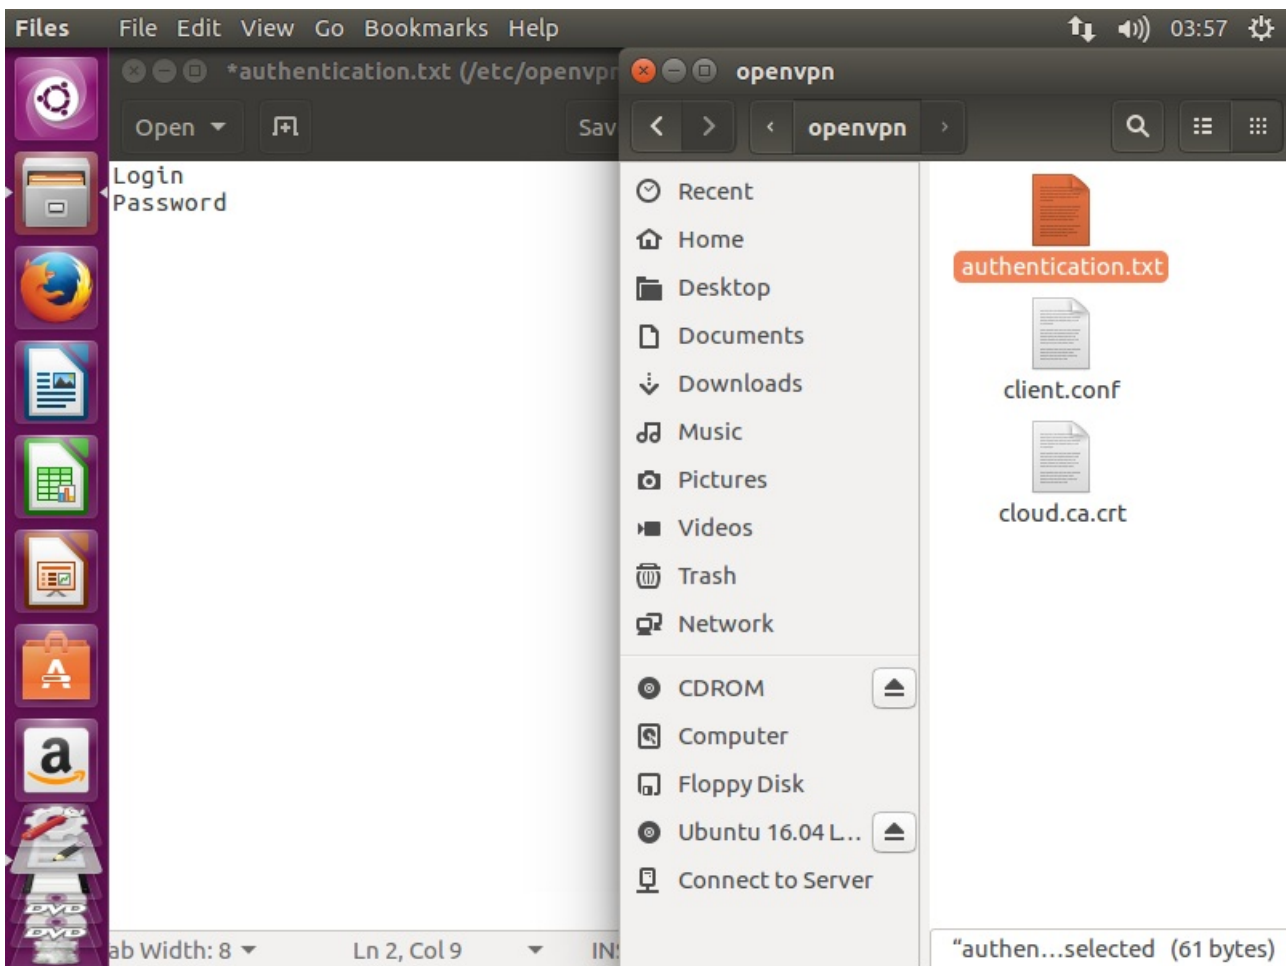 Files File Edit View Go Bookmarks Help 03:57
*authentication.txt (/etc/openvpn
openvpn
Open
Sav
openvpn
Login
Password
Recent
Home
Desktop
Documents
Downloads
Music
Pictures
Videos
Trash
Network
CDROM
Computer
Floppy Disk
Ubuntu 16.04 L...
Connect to Server
authentication.txt
client.conf
cloud.ca.crt
A
a
DVD
DVD
ab Width: 8 Ln 2, Col 9 INS
“authen...selected (61 bytes)